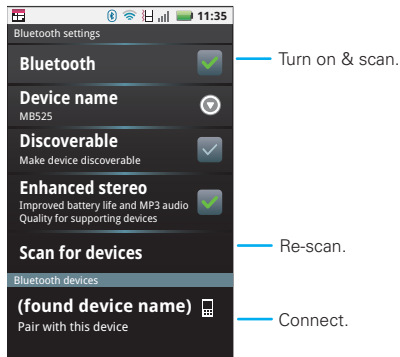 11:35
Bluetooth settings
Bluetooth
Turn on & scan.
Device name
MB525
Discoverable
Make device discoverable
Enhanced stereo
Improved battery life and MP3 audio
Quality for supporting devices
Scan for devices
Re-scan.
Bluetooth devices
(found device name)
Pair with this device
Connect.